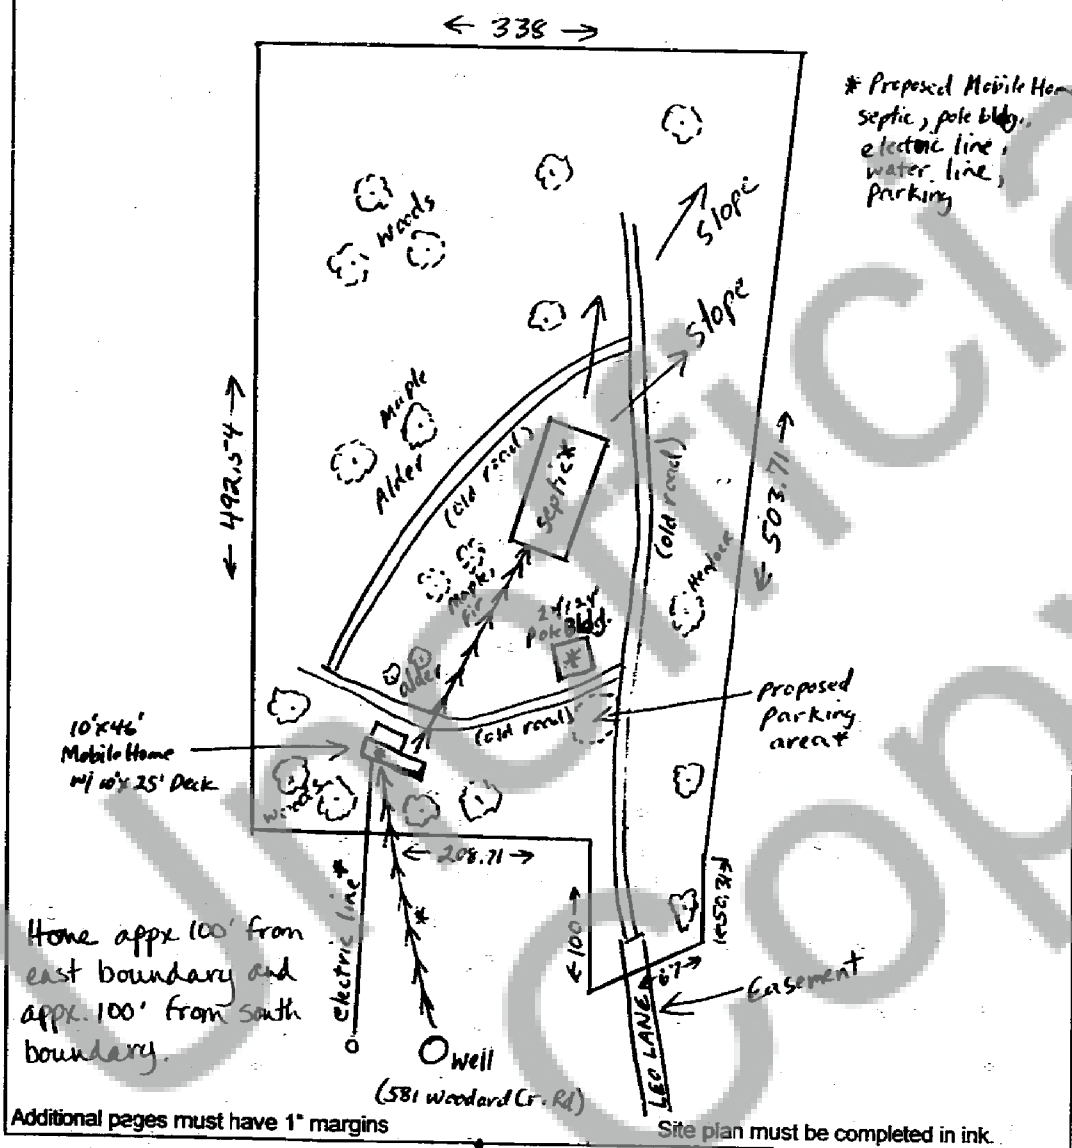 ← 338 →
* Proposed Mobile Hom
septic, pole bldg.,
electric line,
water line,
Parking
woods
Slope
Slope
Maple
Alder
← 492.54 →
(old road)
septic*
(old road)
← 503.71 →
Hemlock
Maple,
fir
24x24
Pole Bldg.
*
alder
(old road)
Proposed
Parking
area*
10'x46'
Mobile Home
w/ 10'x25' Deck
*
woods
← 208.71 →
electric line*
*
← 100 →
67 →
Easement
LEO LANE
Home appx 100' from
east boundary and
appx. 100' from south
boundary.
Well
(581 Woodard Cr. Rd)
Additional pages must have 1" margins
Site plan must be completed in ink.
Unofficial
Copy